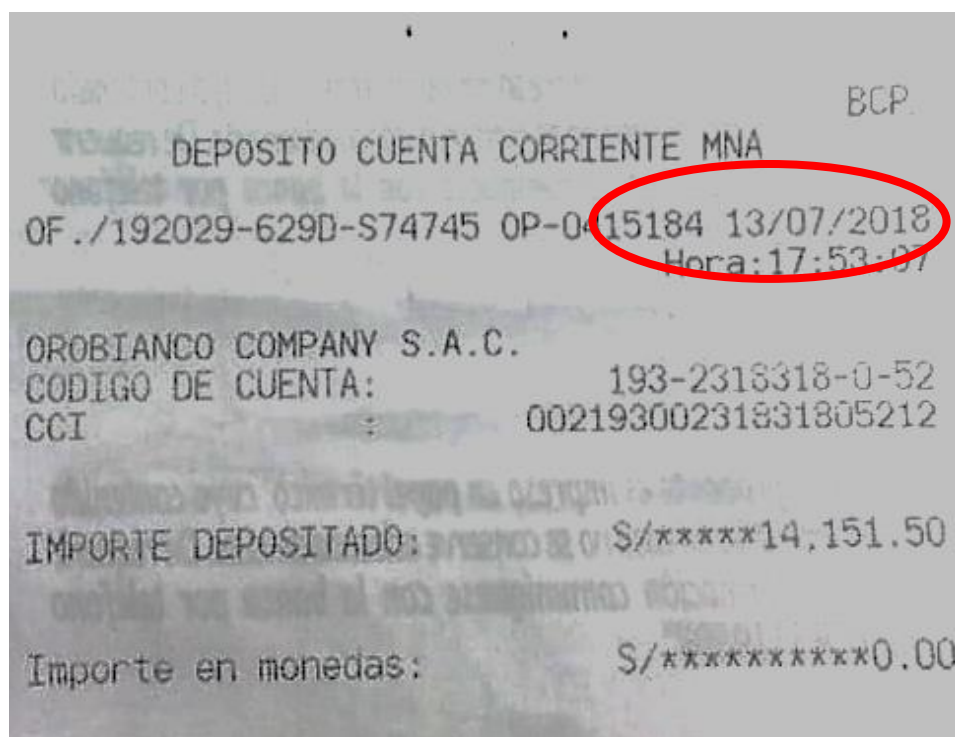 BCP.
DEPOSITO CUENTA CORRIENTE MNA
OF./192029-629D-S74745 OP-0415184 13/07/2018
Hora:17:53:07
OROBIANCO COMPANY S.A.C.
CODIGO DE CUENTA: 193-2318318-0-52
CCI : 00219300231831805212
IMPORTE DEPOSITADO: S/*****14,151.50
Importe en monedas: S/**********0.00